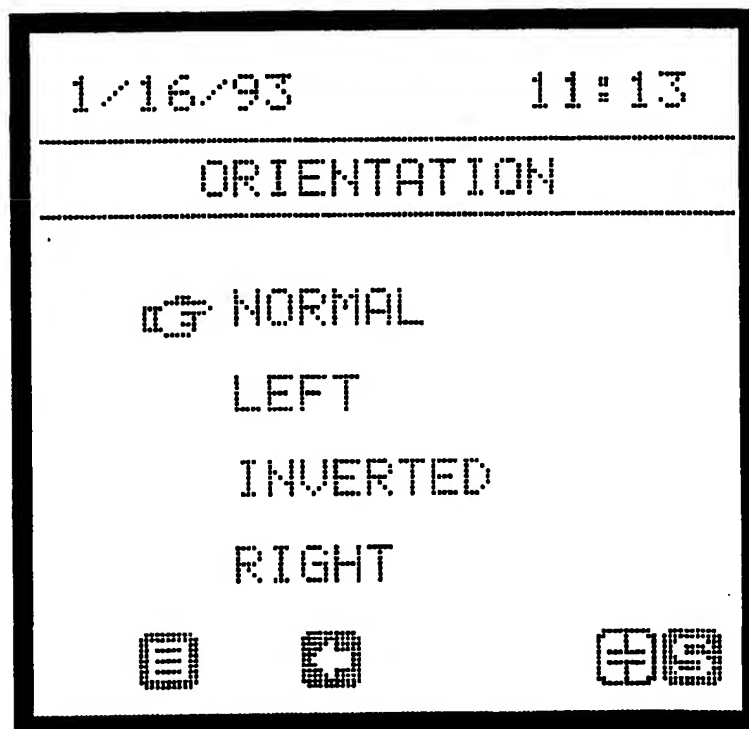 1/16/93 11:13
ORIENTATION
NORMAL
LEFT
INVERTED
RIGHT
S